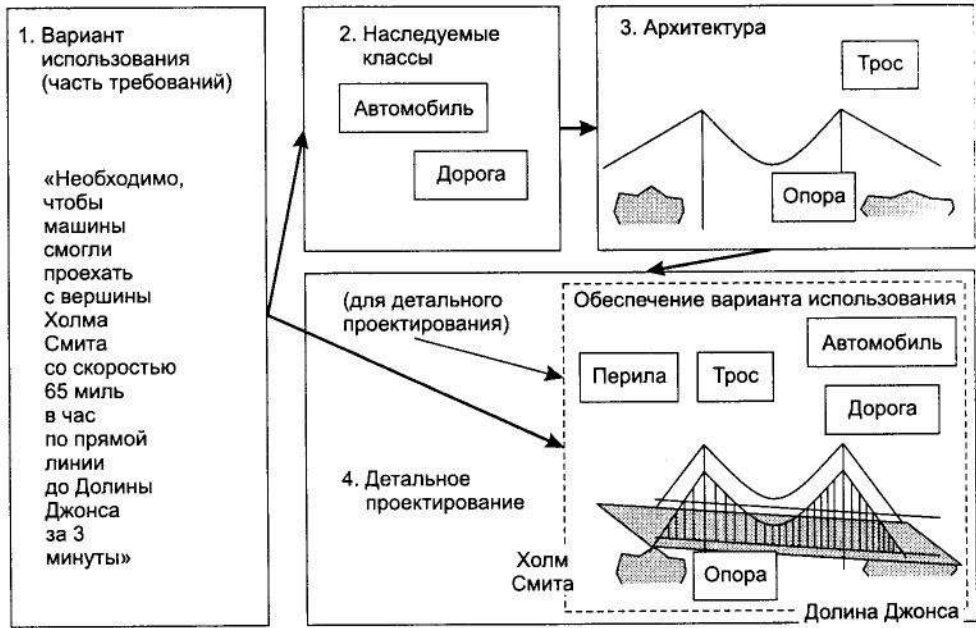 1. Вариант
использования
(часть требований)
«Необходимо,
чтобы
машины
смогли
проехать
с вершины
Холма
Смита
со скоростью
65 миль
в час
по прямой
линии
до Долины
Джонса
за 3
минуты»
2. Наследуемые
классы
Автомобиль
Дорога
3. Архитектура
Трос
Опора
(для детального
проектирования)
Обеспечение варианта использования
Автомобиль
Перила
Трос
Дорога
4. Детальное
проектирование
Холм
Смита
Опора
Долина Джонса